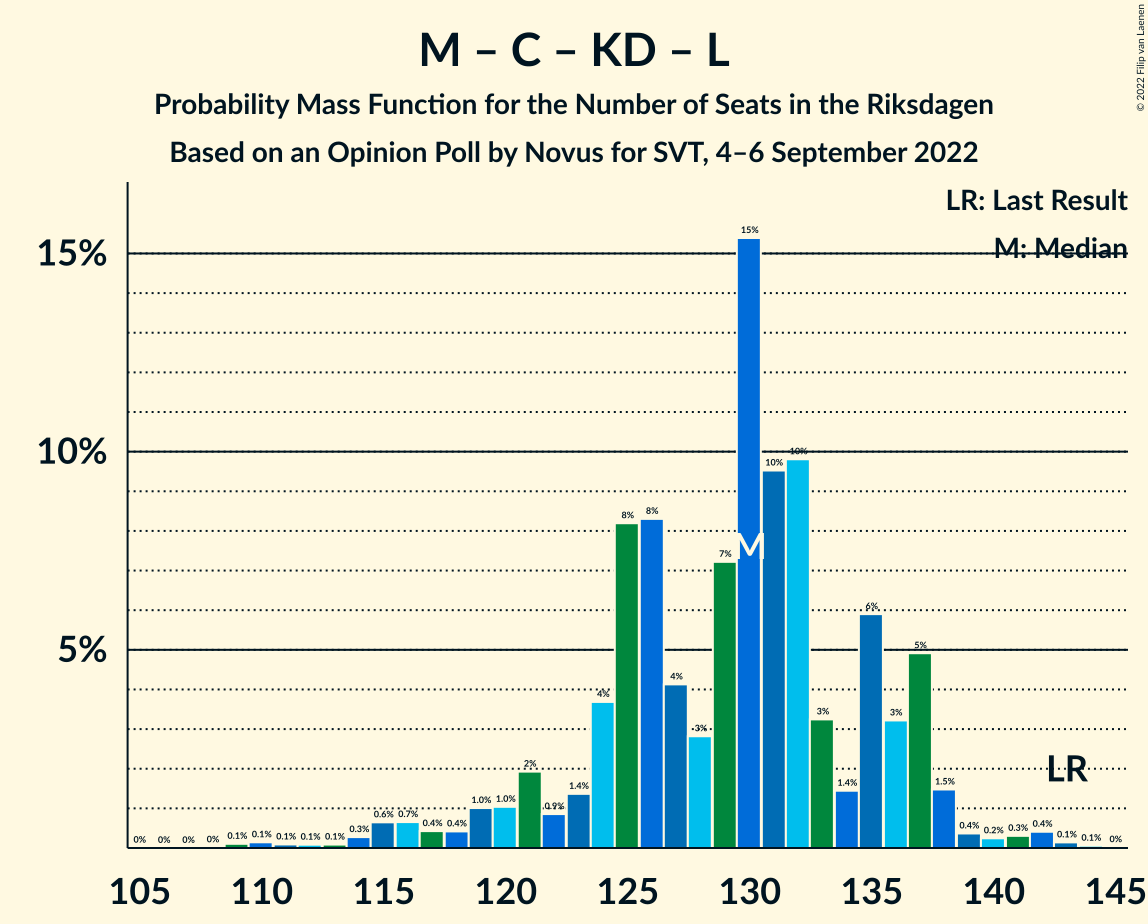 M – C – KD – L
Probability Mass Function for the Number of Seats in the Riksdagen
Based on an Opinion Poll by Novus for SVT, 4–6 September 2022
© 2022 Filip van Laenen
LR: Last Result
M: Median
15%
10%
5%
0% 0% 0% 0% 0.1% 0.1% 0.1% 0.1% 0.1% 0.3% 0.6% 0.7% 0.4% 0.4% 1.0% 1.0% 2% 0.9% 1.4% 4% 8% 8% 4% 3% 7% 15% 10% 10% 3% 1.4% 6% 3% 5% 1.5% 0.4% 0.2% 0.3% 0.4% 0.1% 0.1% 0%
M
LR
105 110 115 120 125 130 135 140 145